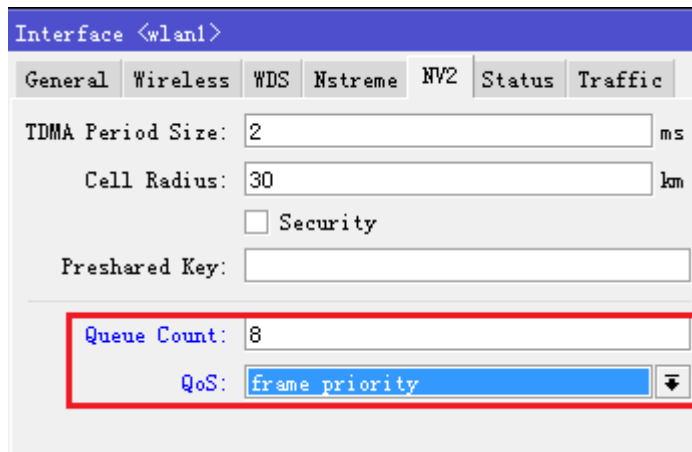 Interface <wlan1>
General Wireless WDS Nstreme NV2 Status Traffic
TDMA Period Size: 2 ms
Cell Radius: 30 km
Security
Preshared Key:
Queue Count: 8
QoS: frame priority